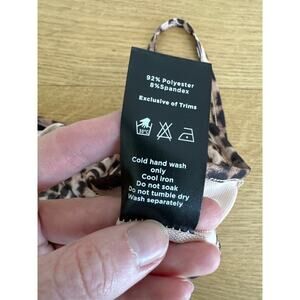 92% Polyester
8%Spandex
Exclusive of Trims
30°C
Cold hand wash
only
Cool iron
Do not soak
Do not tumble dry
Wash separately